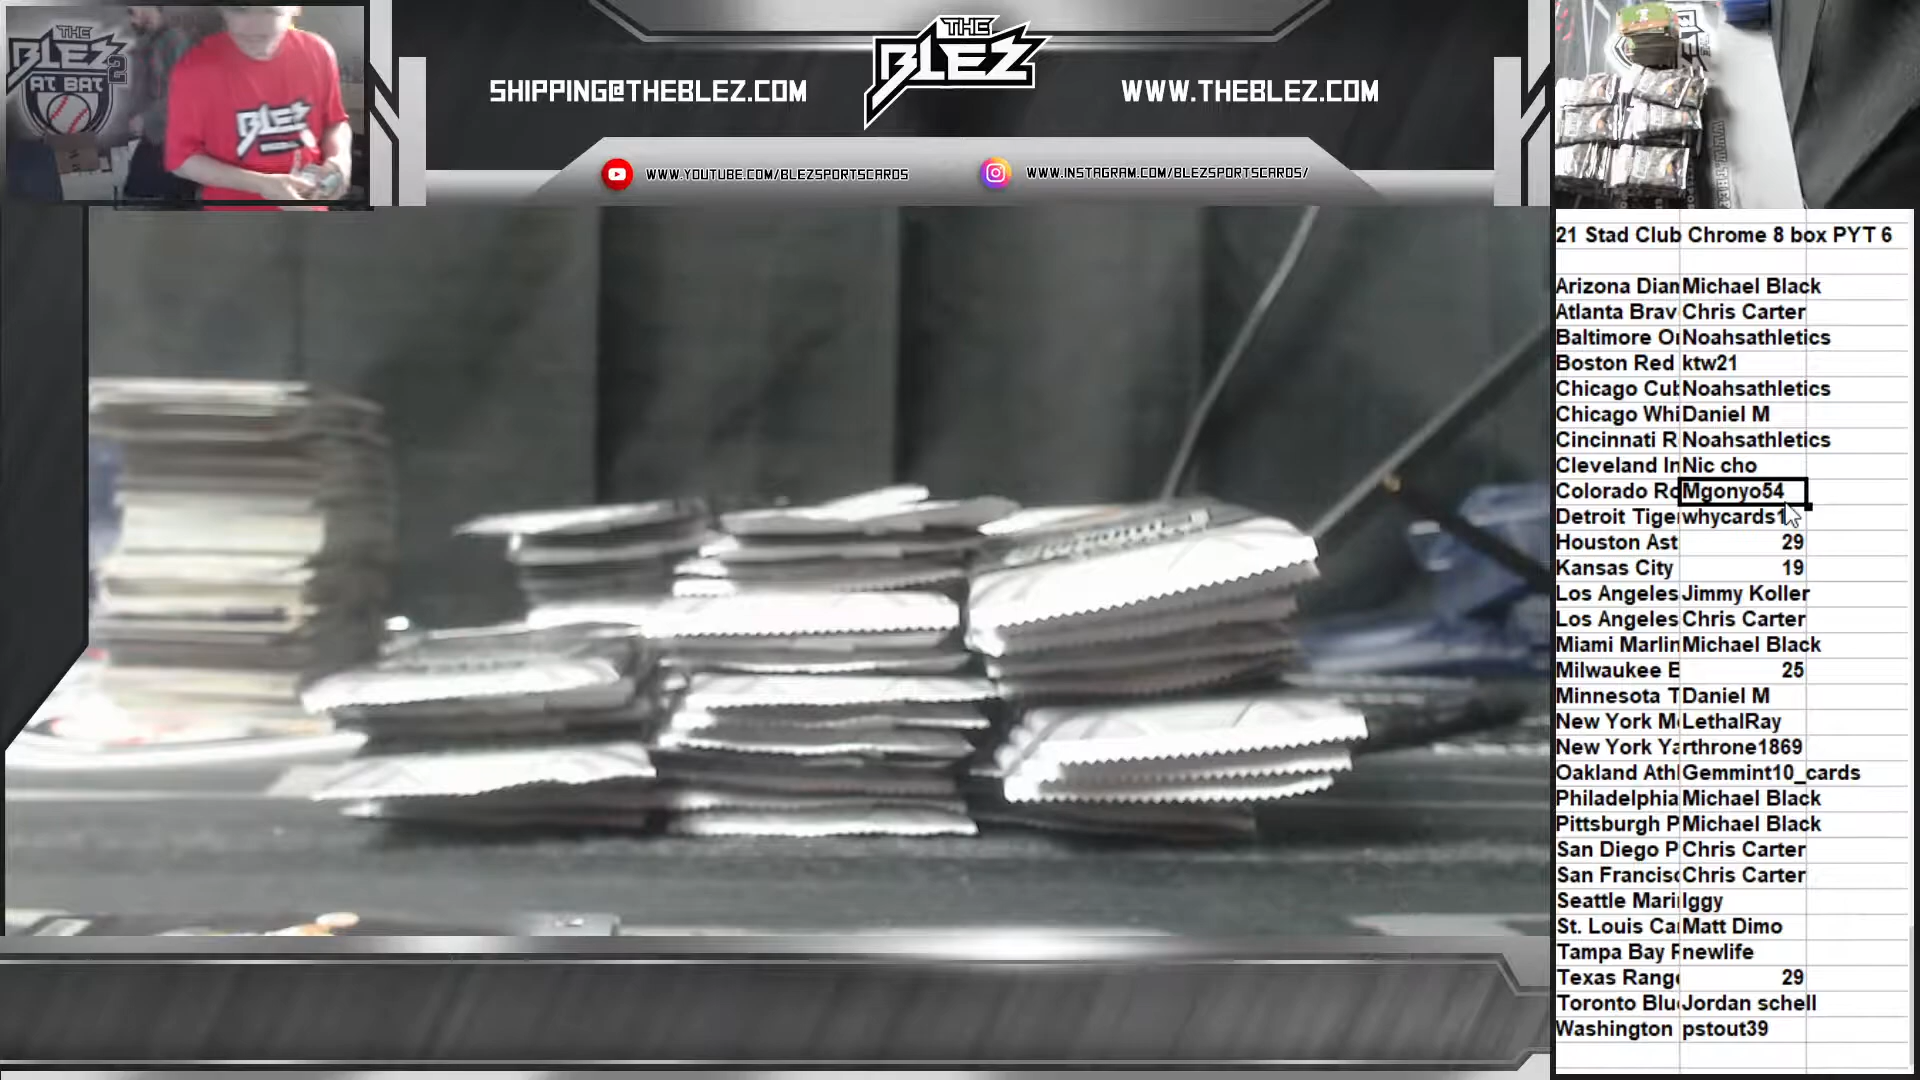 THE
BLEZ
AT BAT 2
BLEZ
SHIPPING@THEBLEZ.COM
THE
BLEZ
WWW.THEBLEZ.COM
WWW.YOUTUBE.COM/BLEZSPORTSCARDS
WWW.INSTAGRAM.COM/BLEZSPORTSCARDS/
21 Stad Club Chrome 8 box PYT 6
Arizona Diam Michael Black
Atlanta Brav Chris Carter
Baltimore Or Noahsathletics
Boston Red ktw21
Chicago Cub Noahsathletics
Chicago Whi Daniel M
Cincinnati R Noahsathletics
Cleveland In Nic cho
Colorado Ro Mgonyo54
Detroit Tiger whycards1
Houston Ast 29
Kansas City 19
Los Angeles Jimmy Koller
Los Angeles Chris Carter
Miami Marlin Michael Black
Milwaukee B 25
Minnesota T Daniel M
New York M LethalRay
New York Ya rthrone1869
Oakland Athl Gemmint10_cards
Philadelphia Michael Black
Pittsburgh P Michael Black
San Diego P Chris Carter
San Francisc Chris Carter
Seattle Mari Iggy
St. Louis Ca Matt Dimo
Tampa Bay R newlife
Texas Range 29
Toronto Blu Jordan schell
Washington pstout39